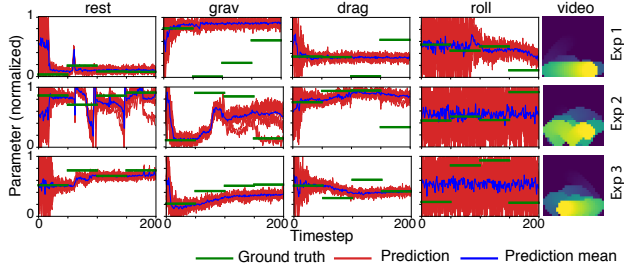 rest grav drag roll video
Parameter (normalized)
1
0
Exp 1
1
0
Exp 2
1
0
Exp 3
0 200 0 200 0 200 0 200
Timestep
Ground truth Prediction Prediction mean